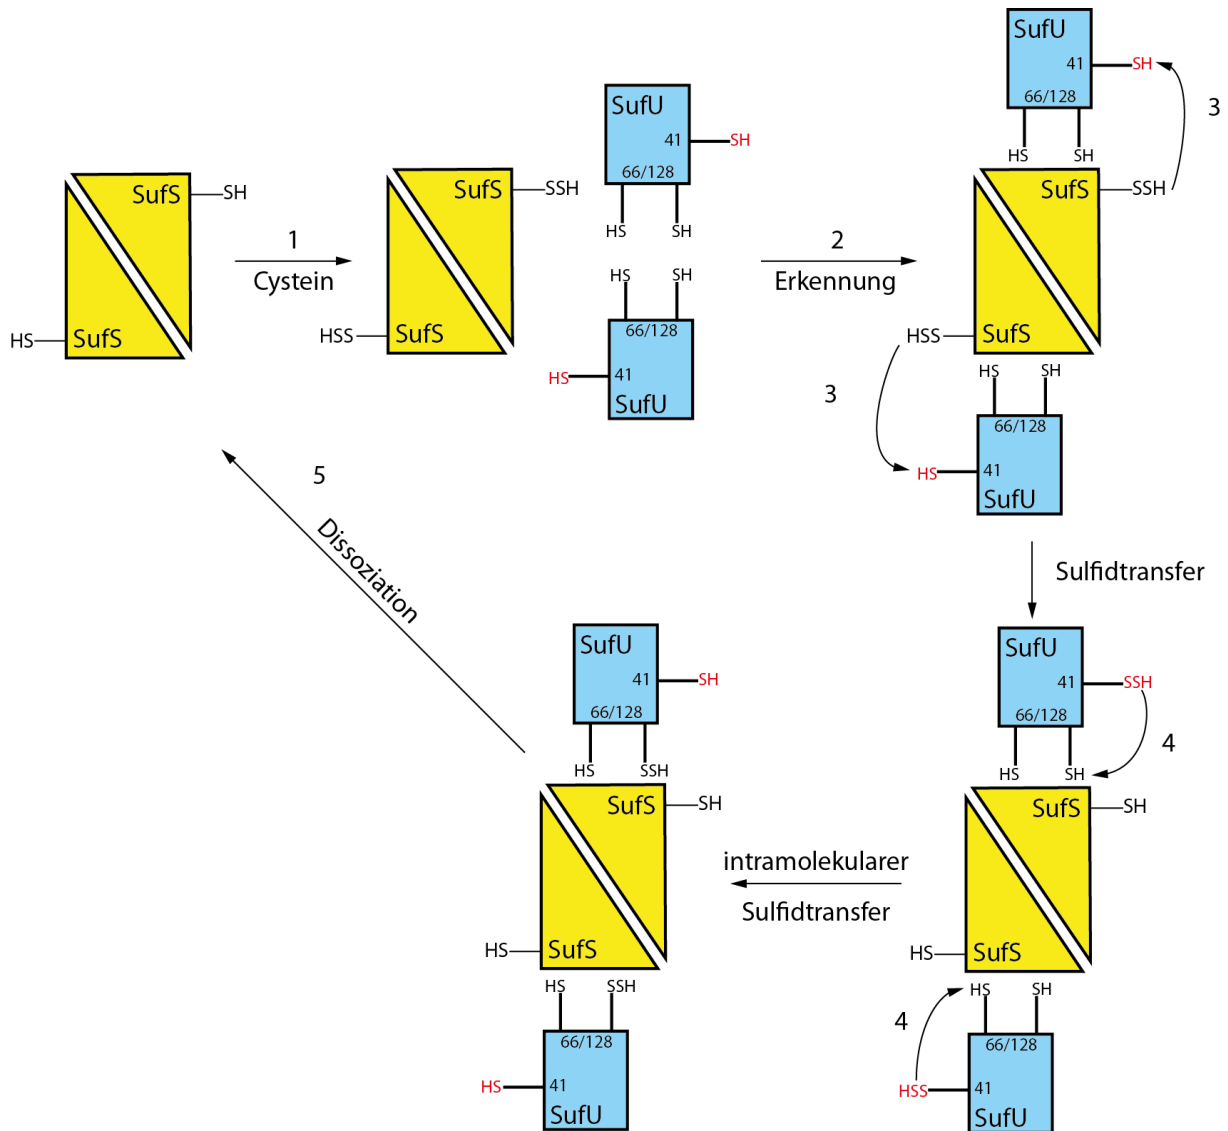 SufS
SH
HS
SufS
1
Cystein
SufS
SSH
HSS
SufS
SufU
41
SH
66/128
HS
SH
HS
SH
66/128
HS
41
SufU
2
Erkennung
SufU
41
SH
66/128
HS
SH
3
SufS
SSH
HSS
SufS
3
HS
SH
66/128
HS
41
SufU
Sulfidtransfer
SufU
41
SSH
66/128
HS
SH
4
SufS
SH
HS
SufS
4
HS
SH
66/128
HSS
41
SufU
intramolekularer
Sulfidtransfer
SufU
41
SH
66/128
HS
SSH
SufS
SH
HS
SufS
HS
SSH
66/128
HS
41
SufU
5
Dissoziation